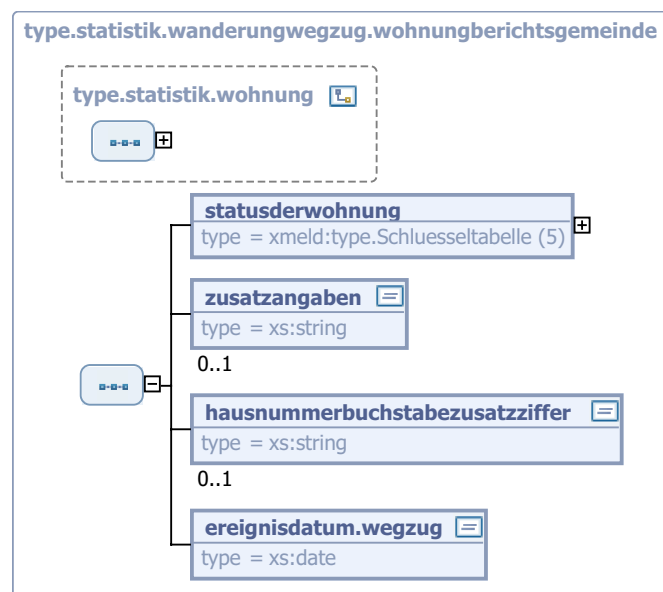 type.statistik.wanderungwegzug.wohnungberichtsgemeinde
type.statistik.wohnung
statusderwohnung
type = xmeld:type.Schluesseltabelle (5)
zusatzangaben
type = xs:string
0..1
hausnummerbuchstabezusatzziffer
type = xs:string
0..1
ereignisdatum.wegzug
type = xs:date